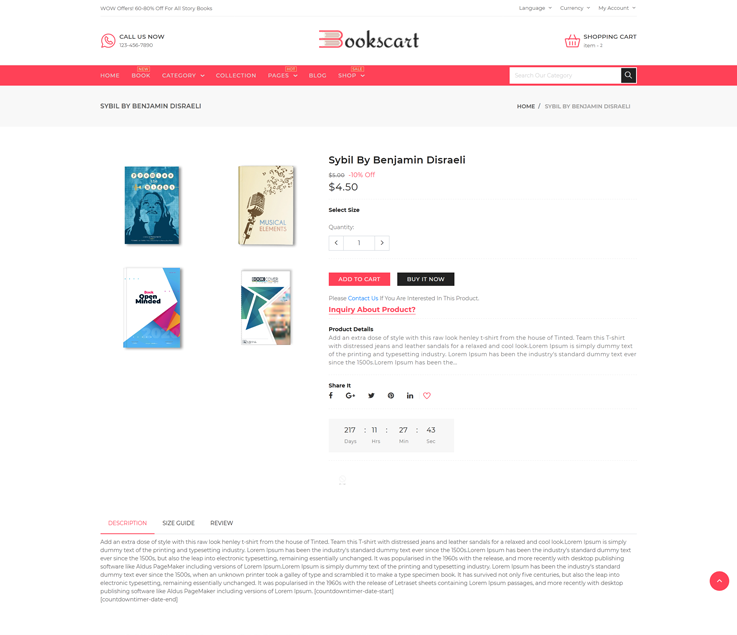 WOW Offers! 60-80% Off For All Story Books
Language
Currency
My Account
CALL US NOW
123-456-7890
Bookscart
SHOPPING CART
item - 2
HOME
BOOK
NEW
CATEGORY
COLLECTION
PAGES
HOT
BLOG
SHOP
SALE
Search Our Category
SYBIL BY BENJAMIN DISRAELI
HOME / SYBIL BY BENJAMIN DISRAELI
MUSICAL
ELEMENTS
Book
Open
Minded
Sybil By Benjamin Disraeli
$5.00 -10% Off
$4.50
Select Size
Quantity:
1
ADD TO CART
BUY IT NOW
Please Contact Us If You Are Interested In This Product.
Inquiry About Product?
Product Details
Add an extra dose of style with this raw look henley t-shirt from the house of Tinted. Team this T-shirt
with distressed jeans and leather sandals for a relaxed and cool look.Lorem Ipsum is simply dummy text
of the printing and typesetting industry. Lorem Ipsum has been the industry's standard dummy text ever
since the 1500s.Lorem Ipsum has been the...
Share It
217 : 11 : 27 : 43
Days Hrs Min Sec
DESCRIPTION
SIZE GUIDE
REVIEW
Add an extra dose of style with this raw look henley t-shirt from the house of Tinted. Team this T-shirt with distressed jeans and leather sandals for a relaxed and cool look.Lorem Ipsum is simply
dummy text of the printing and typesetting industry. Lorem Ipsum has been the industry's standard dummy text ever since the 1500s.Lorem Ipsum has been the industry's standard dummy text
ever since the 1500s, but also the leap into electronic typesetting, remaining essentially unchanged. It was popularised in the 1960s with the release, and more recently with desktop publishing
software like Aldus PageMaker including versions of Lorem Ipsum.Lorem Ipsum is simply dummy text of the printing and typesetting industry. Lorem Ipsum has been the industry's standard
dummy text ever since the 1500s, when an unknown printer took a galley of type and scrambled it to make a type specimen book. It has survived not only five centuries, but also the leap into
electronic typesetting, remaining essentially unchanged. It was popularised in the 1960s with the release of Letraset sheets containing Lorem Ipsum passages, and more recently with desktop
publishing software like Aldus PageMaker including versions of Lorem Ipsum. [countdowntimer-date-start]
[countdowntimer-date-end]